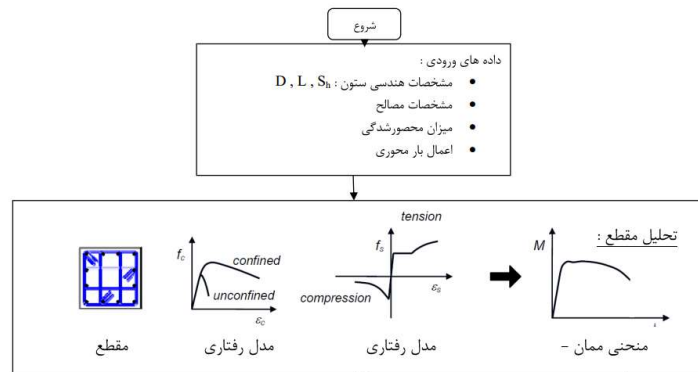 شروع
داده های ورودی :
مشخصات هندسی ستون : D , L , Sh
مشخصات مصالح
میزان محصورشدگی
اعمال بار محوری
تحلیل مقطع :
fc
confined
unconfined
εc
tension
fs
εs
compression
M
مقطع
مدل رفتاری
مدل رفتاری
منحنی ممان –